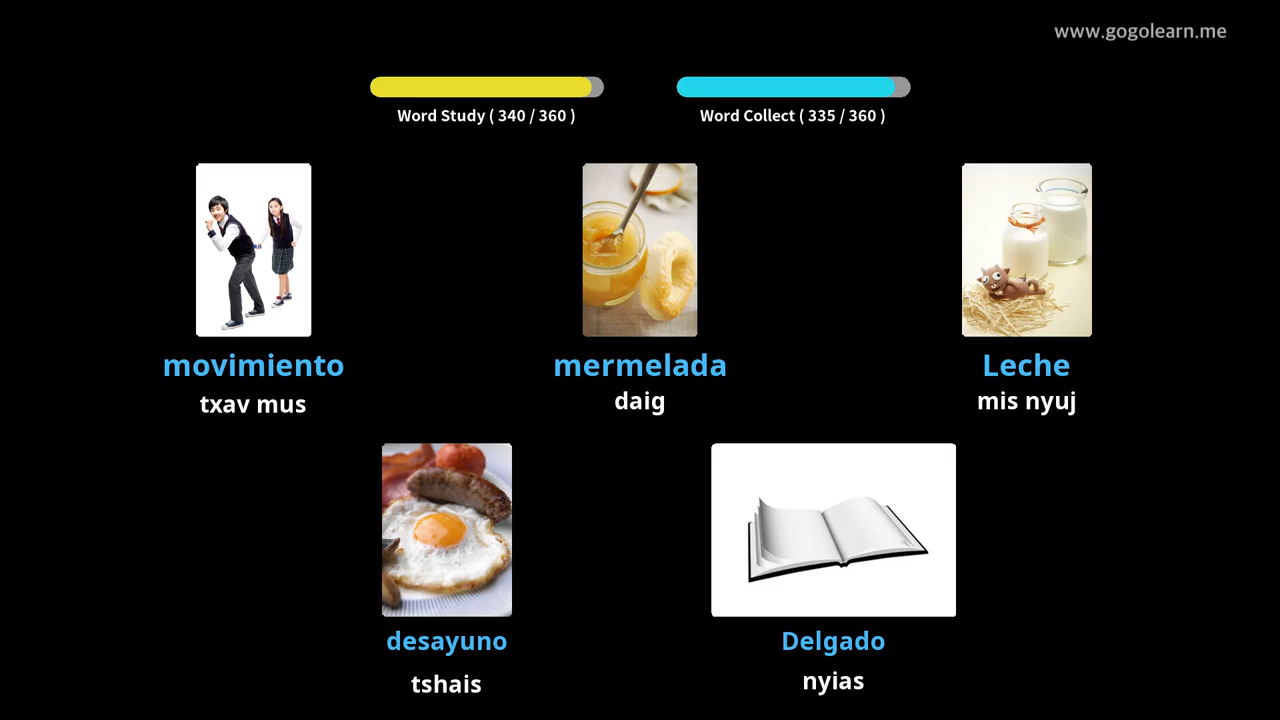 www.gogolearn.me
Word Study ( 340 / 360 )
Word Collect ( 335 / 360 )
movimiento
txav mus
mermelada
daig
Leche
mis nyuj
desayuno
tshais
Delgado
nyias